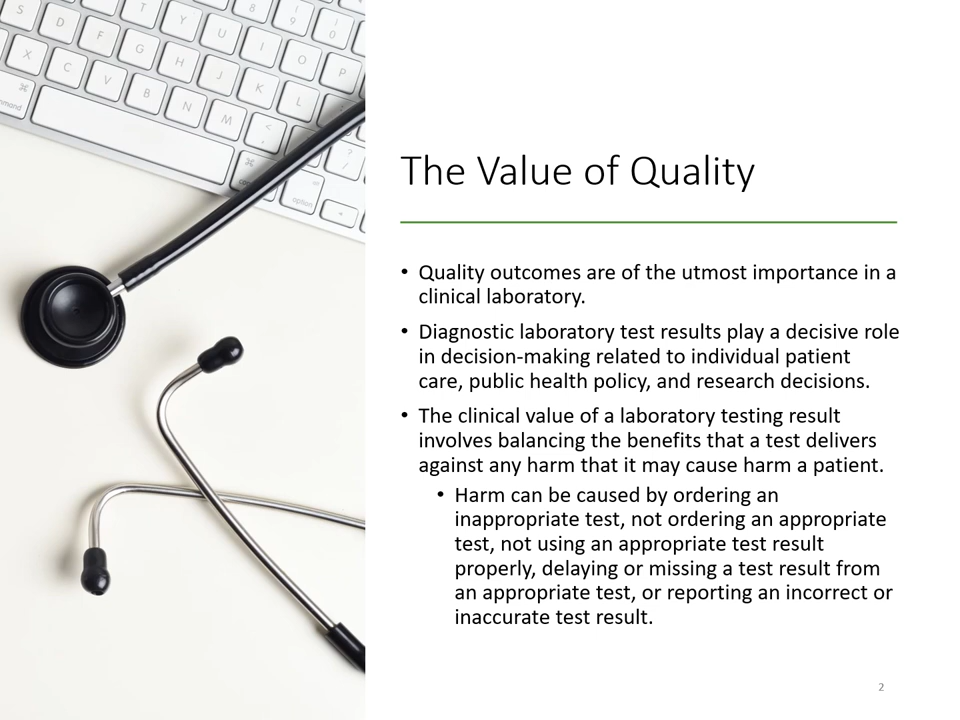 S D F G H J K L
T Y U I O P
X C V B N M
command
option
The Value of Quality
• Quality outcomes are of the utmost importance in a
clinical laboratory.
• Diagnostic laboratory test results play a decisive role
in decision-making related to individual patient
care, public health policy, and research decisions.
• The clinical value of a laboratory testing result
involves balancing the benefits that a test delivers
against any harm that it may cause harm a patient.
• Harm can be caused by ordering an
inappropriate test, not ordering an appropriate
test, not using an appropriate test result
properly, delaying or missing a test result from
an appropriate test, or reporting an incorrect or
inaccurate test result.
2